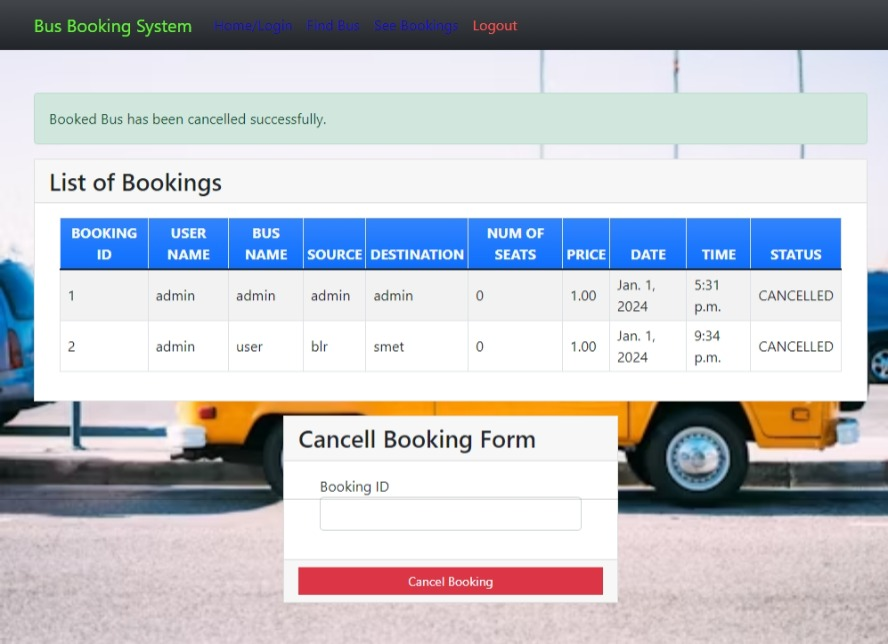 Bus Booking System Home/Login Find Bus See Bookings Logout
Booked Bus has been cancelled successfully.
List of Bookings
BOOKING ID USER NAME BUS NAME SOURCE DESTINATION NUM OF SEATS PRICE DATE TIME STATUS
1 admin admin admin admin 0 1.00 Jan. 1, 2024 5:31 p.m. CANCELLED
2 admin user blr smet 0 1.00 Jan. 1, 2024 9:34 p.m. CANCELLED
Cancell Booking Form
Booking ID
Cancel Booking